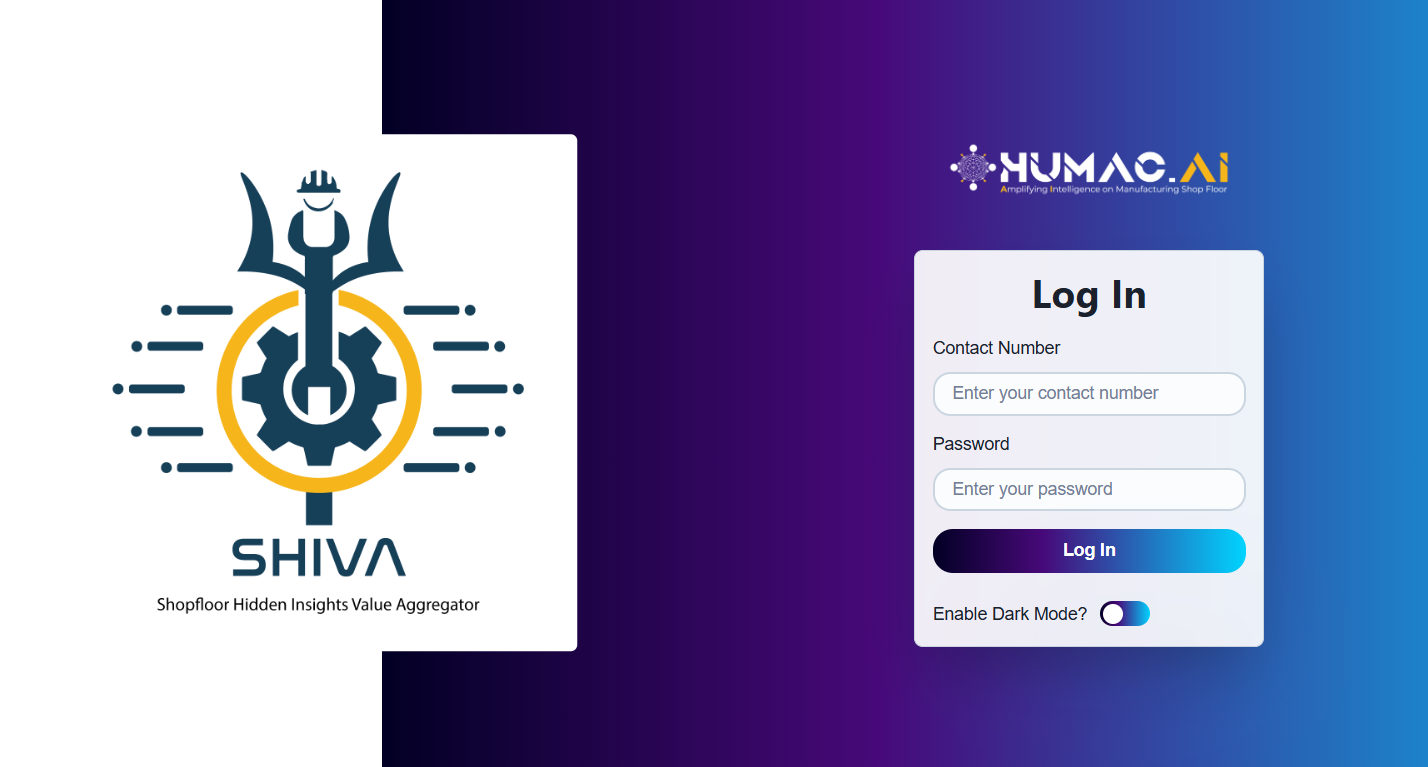 SHIVA
Shopfloor Hidden Insights Value Aggregator
HUMAC.AI
Amplifying Intelligence on Manufacturing Shop Floor
Log In
Contact Number
Enter your contact number
Password
Enter your password
Log In
Enable Dark Mode?